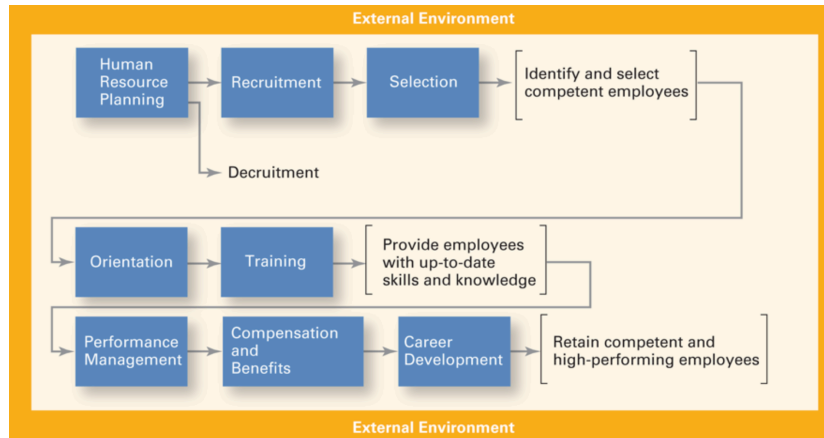 External Environment
Human
Resource
Planning
Recruitment
Selection
Identify and select
competent employees
Decruitment
Orientation
Training
Provide employees
with up-to-date
skills and knowledge
Performance
Management
Compensation
and
Benefits
Career
Development
Retain competent and
high-performing employees
External Environment